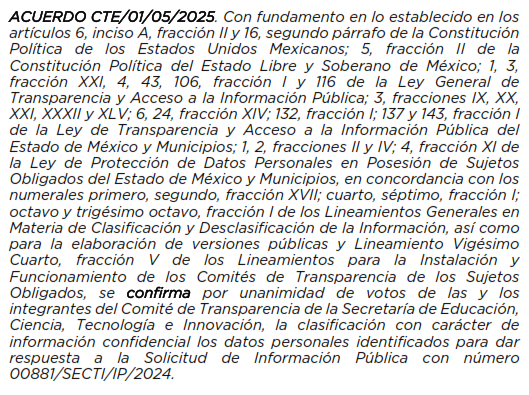 ACUERDO CTE/01/05/2025. Con fundamento en lo establecido en los
artículos 6, inciso A, fracción II y 16, segundo párrafo de la Constitución
Política de los Estados Unidos Mexicanos; 5, fracción II de la
Constitución Política del Estado Libre y Soberano de México; 1, 3,
fracción XXI, 4, 43, 106, fracción I y 116 de la Ley General de
Transparencia y Acceso a la Información Pública; 3, fracciones IX, XX,
XXI, XXXII y XLV; 6, 24, fracción XIV; 132, fracción I; 137 y 143, fracción I
de la Ley de Transparencia y Acceso a la Información Pública del
Estado de México y Municipios; 1, 2, fracciones II y IV; 4, fracción XI de
la Ley de Protección de Datos Personales en Posesión de Sujetos
Obligados del Estado de México y Municipios, en concordancia con los
numerales primero, segundo, fracción XVII; cuarto, séptimo, fracción I;
octavo y trigésimo octavo, fracción I de los Lineamientos Generales en
Materia de Clasificación y Desclasificación de la Información, así como
para la elaboración de versiones públicas y Lineamiento Vigésimo
Cuarto, fracción V de los Lineamientos para la Instalación y
Funcionamiento de los Comités de Transparencia de los Sujetos
Obligados, se confirma por unanimidad de votos de las y los
integrantes del Comité de Transparencia de la Secretaría de Educación,
Ciencia, Tecnología e Innovación, la clasificación con carácter de
información confidencial los datos personales identificados para dar
respuesta a la Solicitud de Información Pública con número
00881/SECTI/IP/2024.